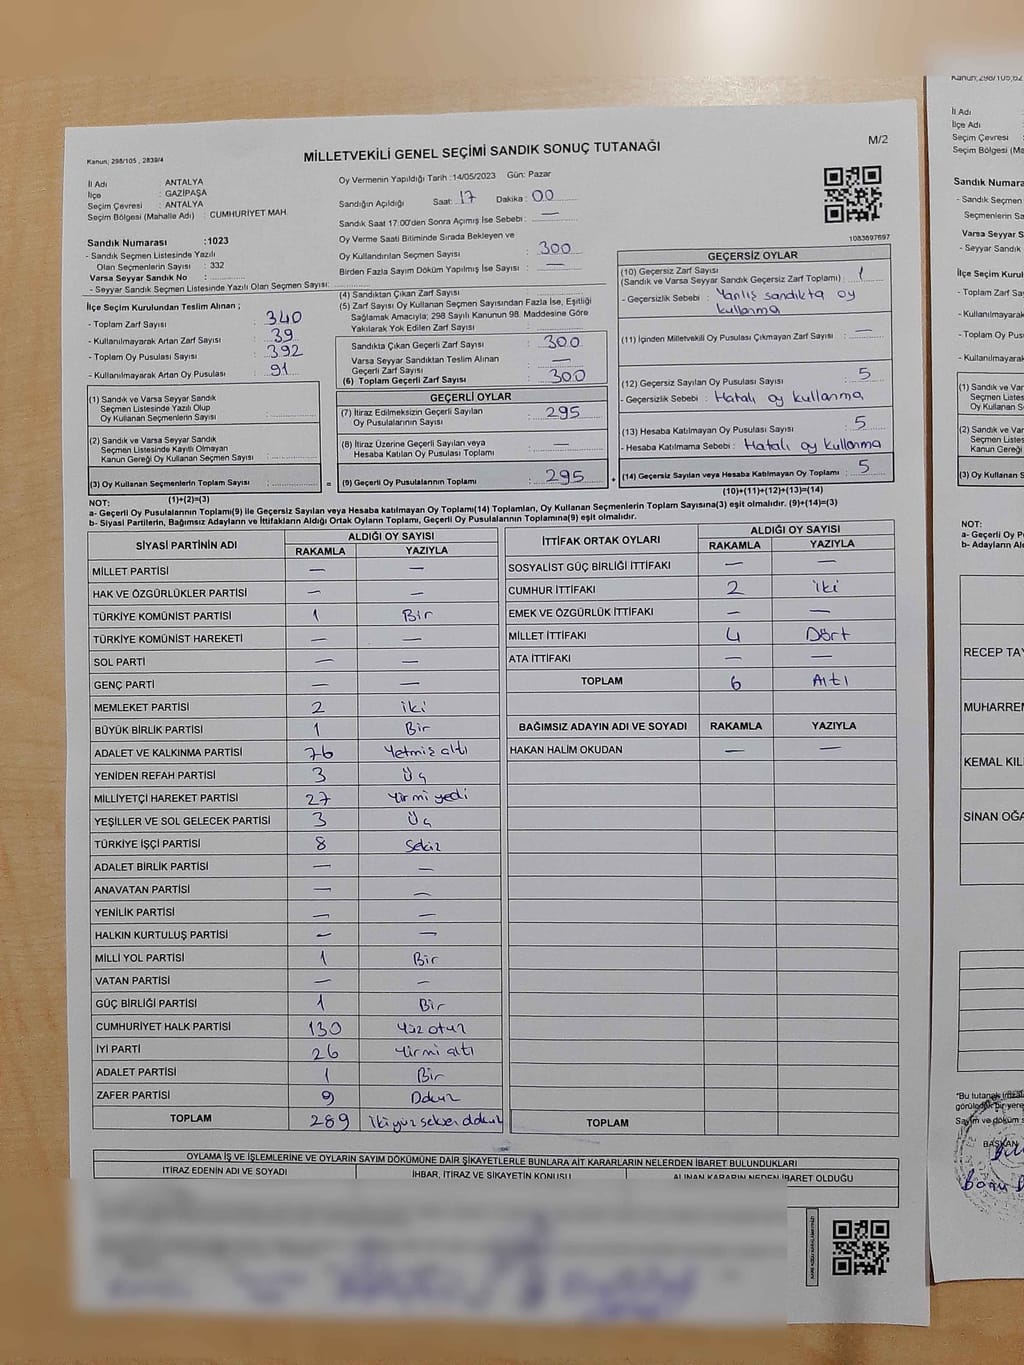 Kanun; 298/105 , 2839/4
MİLLETVEKİLİ GENEL SEÇİMİ SANDIK SONUÇ TUTANAĞI
M/2
İl Adı : ANTALYA
İlçe : GAZİPAŞA
Seçim Çevresi : ANTALYA
Seçim Bölgesi (Mahalle Adı) : CUMHURİYET MAH.
Sandık Numarası :1023
- Sandık Seçmen Listesinde Yazılı
Olan Seçmenlerin Sayısı : 332
Varsa Seyyar Sandık No :
- Seyyar Sandık Seçmen Listesinde Yazılı Olan Seçmen Sayısı:
Oy Vermenin Yapıldığı Tarih :14/05/2023 Gün: Pazar
Sandığın Açıldığı Saat: 17 Dakika : 00
Sandık Saat 17:00'den Sonra Açımış İse Sebebi : —
Oy Verme Saati Bitiminde Sırada Bekleyen ve
Oy Kullandırılan Seçmen Sayısı : 300
Birden Fazla Sayım Döküm Yapılmış İse Sayısı : —
1083697697
İlçe Seçim Kurulundan Teslim Alınan ;
- Toplam Zarf Sayısı : 340
- Kullanılmayarak Artan Zarf Sayısı : 39
- Toplam Oy Pusulası Sayısı : 392
- Kullanılmayarak Artan Oy Pusulası : 91
(1) Sandık ve Varsa Seyyar Sandık
Seçmen Listesinde Yazılı Olup
Oy Kullanan Seçmenlerin Sayısı :
(2) Sandık ve Varsa Seyyar Sandık
Seçmen Listesinde Kayıtlı Olmayan
Kanun Gereği Oy Kullanan Seçmen Sayısı :
(3) Oy Kullanan Seçmenlerin Toplam Sayısı :
(1)+(2)=(3)
(4) Sandıktan Çıkan Zarf Sayısı :
(5) Zarf Sayısı Oy Kullanan Seçmen Sayısından Fazla İse, Eşitliği
Sağlamak Amacıyla; 298 Sayılı Kanunun 98. Maddesine Göre
Yakılarak Yok Edilen Zarf Sayısı :
Sandıkta Çıkan Geçerli Zarf Sayısı : 300
Varsa Seyyar Sandıktan Teslim Alınan
Geçerli Zarf Sayısı : —
(6) Toplam Geçerli Zarf Sayısı : 300
GEÇERLİ OYLAR
(7) İtiraz Edilmeksizin Geçerli Sayılan
Oy Pusulalarının Sayısı : 295
(8) İtiraz Üzerine Geçerli Sayılan veya
Hesaba Katılan Oy Pusulası Toplamı : —
= (9) Geçerli Oy Pusulalarının Toplamı : 295 +
GEÇERSİZ OYLAR
(10) Geçersiz Zarf Sayısı
(Sandık ve Varsa Seyyar Sandık Geçersiz Zarf Toplamı) : 1
- Geçersizlik Sebebi : Yanlış sandıkta oy
kullanma
(11) İçinden Milletvekili Oy Pusulası Çıkmayan Zarf Sayısı : —
(12) Geçersiz Sayılan Oy Pusulası Sayısı : 5
- Geçersizlik Sebebi : Hatalı oy kullanma
(13) Hesaba Katılmayan Oy Pusulası Sayısı : 5
- Hesaba Katılmama Sebebi : Hatalı oy kullanma
(14) Geçersiz Sayılan veya Hesaba Katılmayan Oy Toplamı : 5
(10)+(11)+(12)+(13)=(14)
NOT:
a- Geçerli Oy Pusulalarının Toplamı(9) ile Geçersiz Sayılan veya Hesaba katılmayan Oy Toplamı(14) Toplamları, Oy Kullanan Seçmenlerin Toplam Sayısına(3) eşit olmalıdır. (9)+(14)=(3)
b- Siyasi Partilerin, Bağımsız Adayların ve İttifakların Aldığı Ortak Oyların Toplamı, Geçerli Oy Pusulalarının Toplamına(9) eşit olmalıdır.
SİYASİ PARTİNİN ADI ALDIĞI OY SAYISI
RAKAMLA YAZIYLA
MİLLET PARTİSİ — —
HAK VE ÖZGÜRLÜKLER PARTİSİ — —
TÜRKİYE KOMÜNİST PARTİSİ 1 Bir
TÜRKİYE KOMÜNİST HAREKETİ — —
SOL PARTİ — —
GENÇ PARTİ — —
MEMLEKET PARTİSİ 2 iki
BÜYÜK BİRLİK PARTİSİ 1 Bir
ADALET VE KALKINMA PARTİSİ 76 Yetmiş altı
YENİDEN REFAH PARTİSİ 3 Üç
MİLLİYETÇİ HAREKET PARTİSİ 27 Yirmi yedi
YEŞİLLER VE SOL GELECEK PARTİSİ 3 Üç
TÜRKİYE İŞÇİ PARTİSİ 8 Sekiz
ADALET BİRLİK PARTİSİ — —
ANAVATAN PARTİSİ — —
YENİLİK PARTİSİ — —
HALKIN KURTULUŞ PARTİSİ — —
MİLLİ YOL PARTİSİ 1 Bir
VATAN PARTİSİ — —
GÜÇ BİRLİĞİ PARTİSİ 1 Bir
CUMHURİYET HALK PARTİSİ 130 Yüz otuz
İYİ PARTİ 26 Yirmi altı
ADALET PARTİSİ 1 Bir
ZAFER PARTİSİ 9 Dokuz
TOPLAM 289 ikiyüz seksen dokuz
İTTİFAK ORTAK OYLARI ALDIĞI OY SAYISI
RAKAMLA YAZIYLA
SOSYALİST GÜÇ BİRLİĞİ İTTİFAKI — —
CUMHUR İTTİFAKI 2 iki
EMEK VE ÖZGÜRLÜK İTTİFAKI — —
MİLLET İTTİFAKI 4 Dört
ATA İTTİFAKI — —
TOPLAM 6 Altı
BAĞIMSIZ ADAYIN ADI VE SOYADI RAKAMLA YAZIYLA
HAKAN HALİM OKUDAN — —
TOPLAM
OYLAMA İŞ VE İŞLEMLERİNE VE OYLARIN SAYIM DÖKÜMÜNE DAİR ŞİKAYETLERLE BUNLARA AİT KARARLARIN NELERDEN İBARET BULUNDUKLARI
İTİRAZ EDENİN ADI VE SOYADI İHBAR, İTİRAZ VE ŞİKAYETİN KONUSU ALINAN KARARIN NEDEN İBARET OLDUĞU
Kanun;298/105,62
İl Adı
İlçe Adı
Seçim Çevresi
Seçim Bölgesi (Ma
Sandık Numara
- Sandık Seçmen
Seçmenlerin Sa
Varsa Seyyar S
- Seyyar Sandık
İlçe Seçim Kuru
- Toplam Zarf Sa
- Kullanılmayarak
- Toplam Oy Pus
- Kullanılmayarak
(1) Sandık ve Va
Seçmen Liste
Oy Kullanan S
(2) Sandık ve Va
Seçmen Liste
Kanun Gereğ
(3) Oy Kullanan S
NOT:
a- Geçerli Oy P
b- Adayların Al
RECEP TA
MUHARREM
KEMAL KIL
SİNAN OĞA
"Bu tutanak imza
görüledek bir yere
Sayım ve döküm s
BAŞKAN